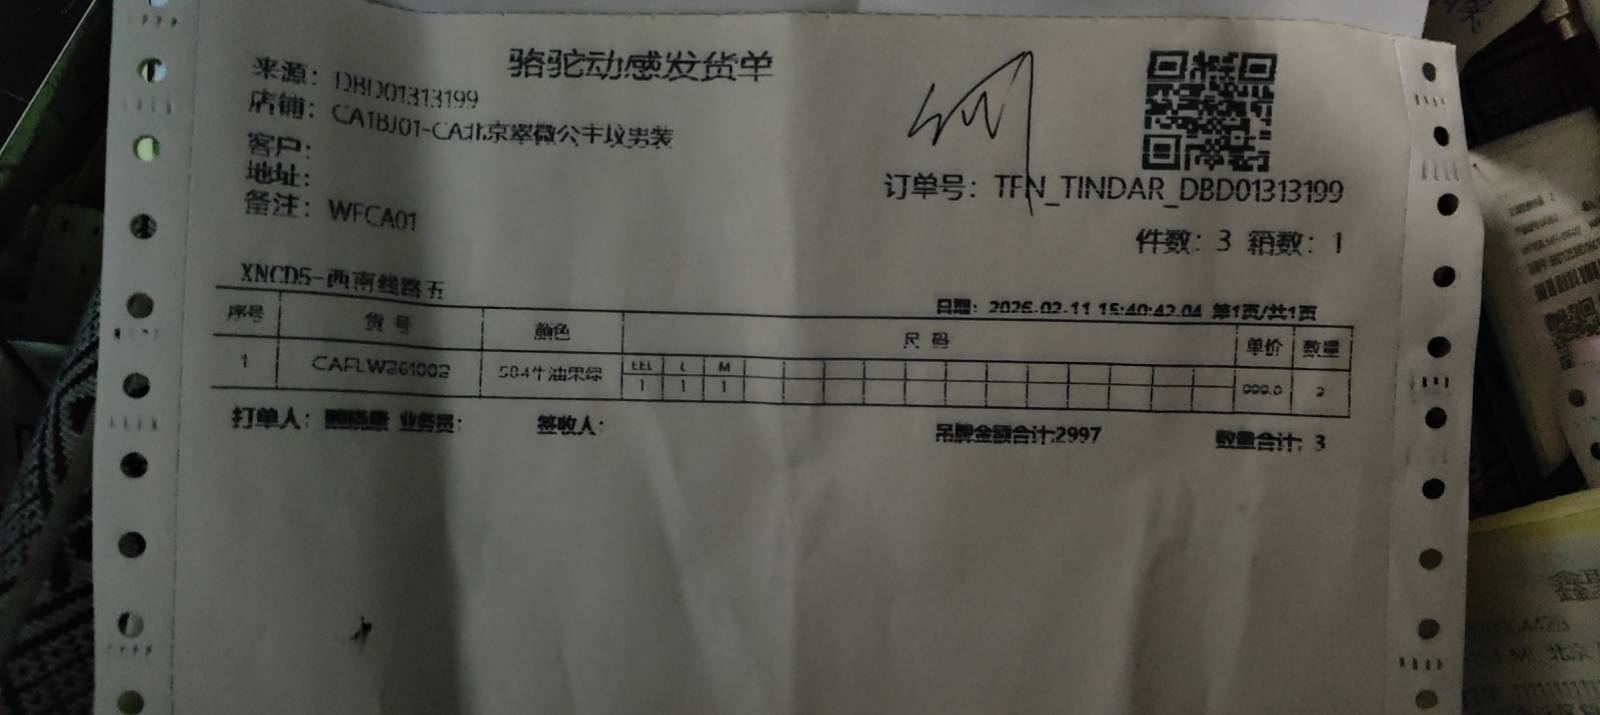 骆驼动感发货单
来源: DBD01313199
店铺: CA1BJ01-CA北京翠微公主坟男装
客户:
地址:
备注: WFCA01
订单号: TFN_TINDAR_DBD01313199
件数: 3 箱数: 1
XNCD5-西南线路五
日期: 2026-02-11 15:40:42.04 第1页/共1页
序号 货号 颜色 尺码 单价 数量
L M
1 CAFLW261002 584牛油果绿 1 1 1 999.0 3
打单人: 业务员: 签收人: 吊牌金额合计:2997 数量合计: 3